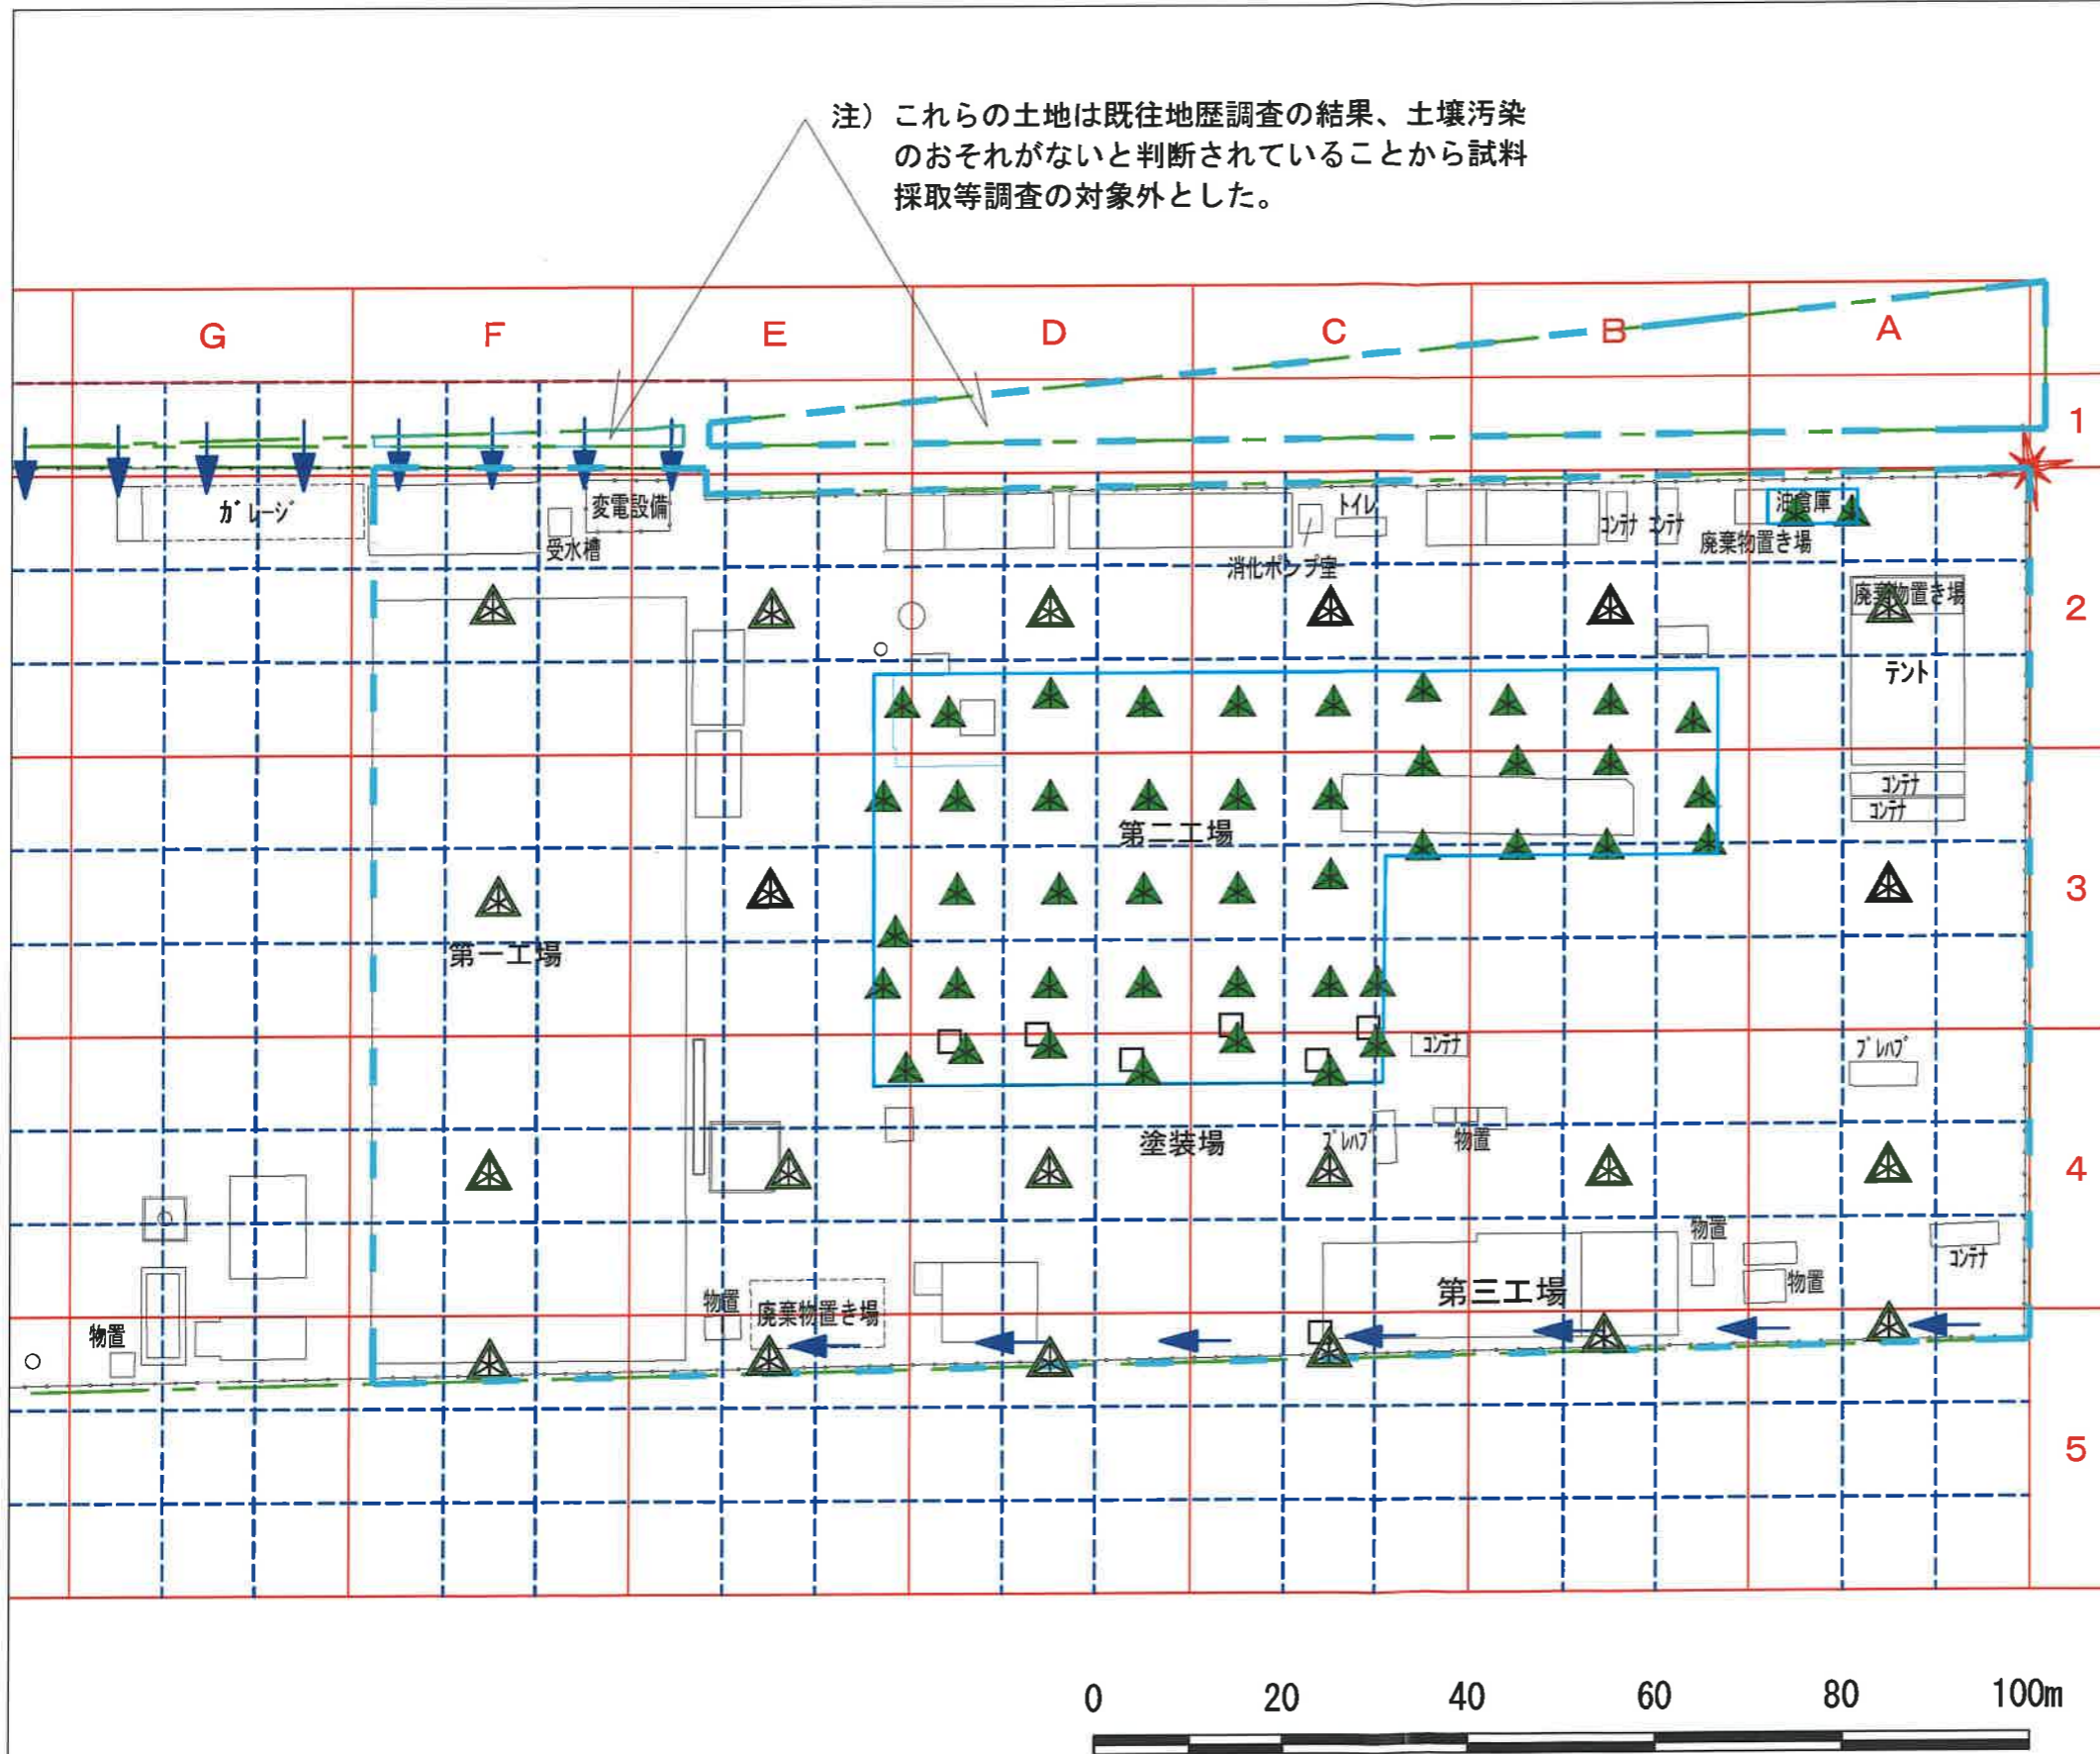 注）これらの土地は既往地歴調査の結果、土壌汚染
のおそれがないと判断されていることから試料
採取等調査の対象外とした。
G
F
E
D
C
B
A
1
ガレージ
変電設備
受水槽
トイレ
消化ポンプ室
コンテナ
コンテナ
油倉庫
廃棄物置き場
廃棄物置き場
2
テント
コンテナ
コンテナ
第二工場
3
第一工場
コンテナ
プレハブ
塗装場
プレハブ
物置
4
物置
コンテナ
物置
第三工場
物置
廃棄物置き場
物置
5
0
20
40
60
80
100m